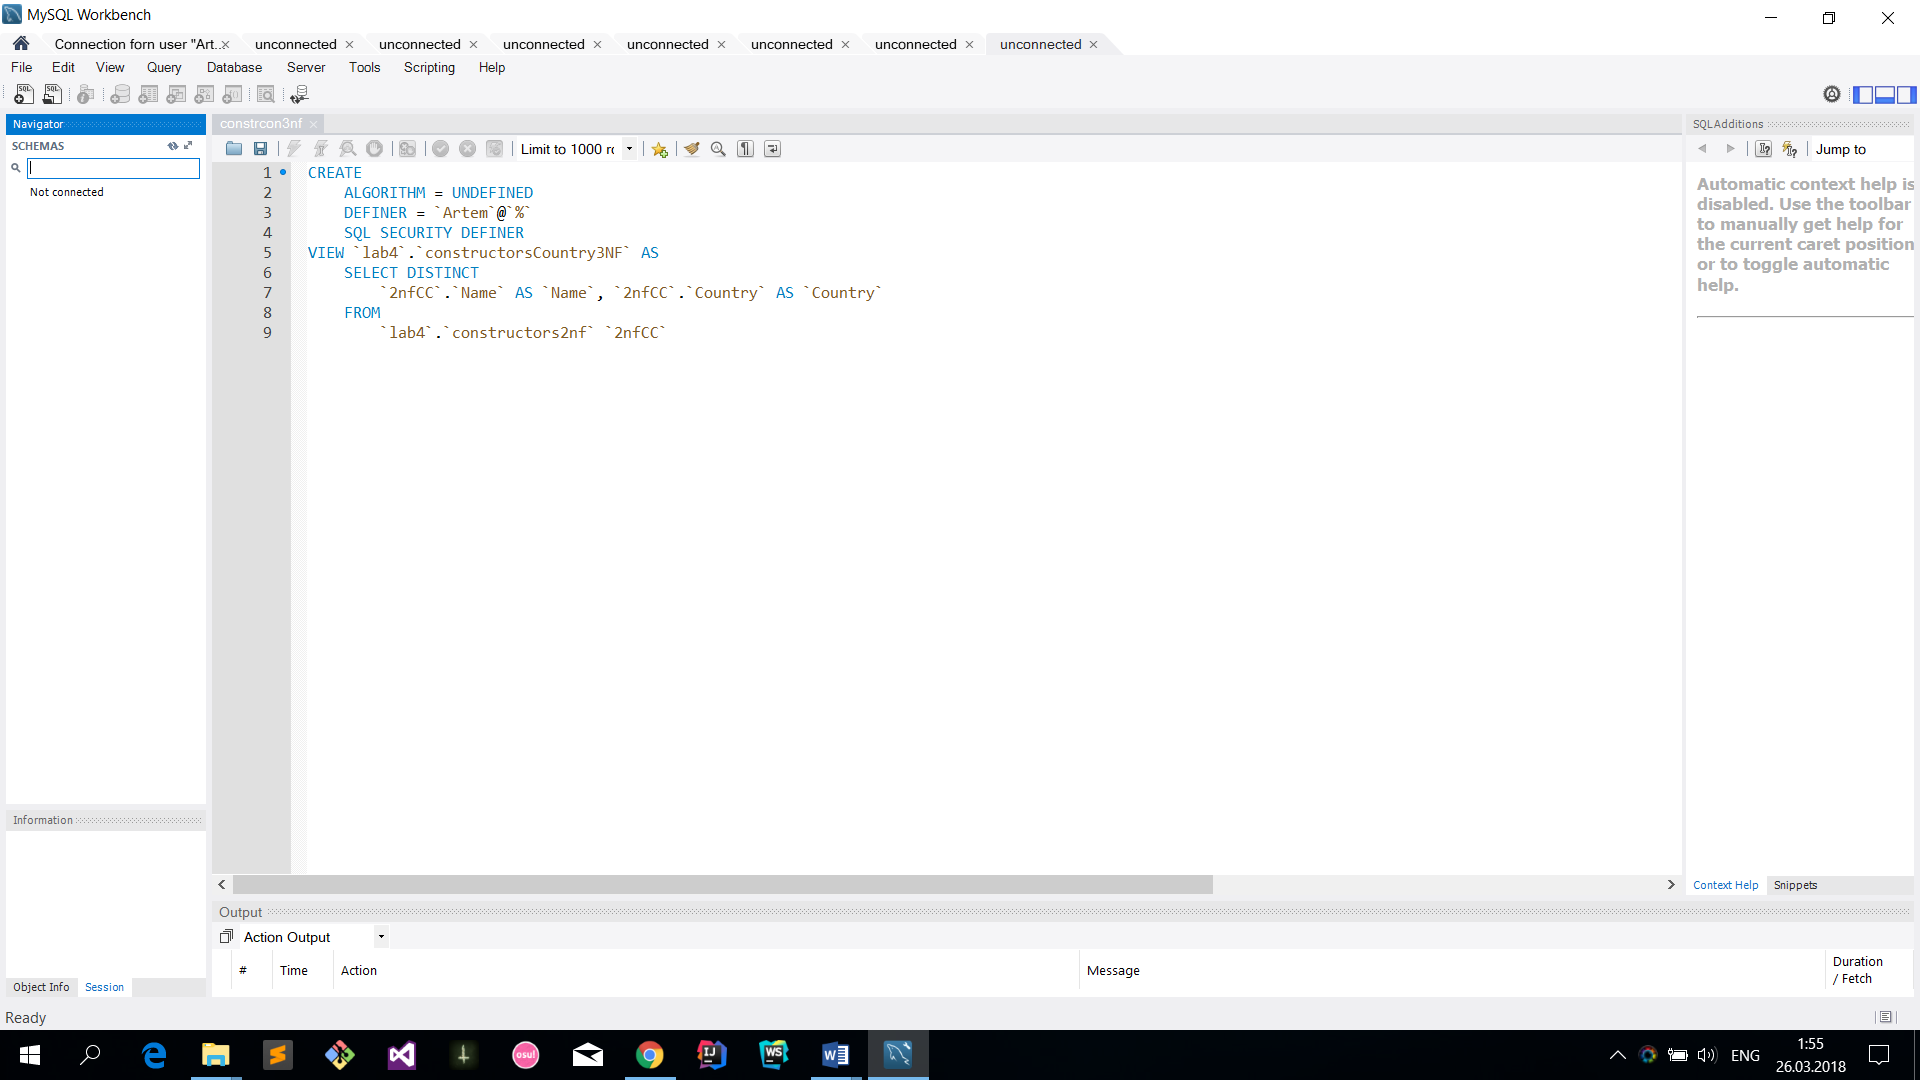 MySQL Workbench
Connection forn user "Art... × unconnected × unconnected × unconnected × unconnected × unconnected × unconnected × unconnected ×
File Edit View Query Database Server Tools Scripting Help
Navigator
SCHEMAS
Not connected
constrcon3nf ×
Limit to 1000 rc
1 CREATE
2 ALGORITHM = UNDEFINED
3 DEFINER = `Artem`@`%`
4 SQL SECURITY DEFINER
5 VIEW `lab4`.`constructorsCountry3NF` AS
6 SELECT DISTINCT
7 `2nfCC`.`Name` AS `Name`, `2nfCC`.`Country` AS `Country`
8 FROM
9 `lab4`.`constructors2nf` `2nfCC`
SQLAdditions
Jump to
Automatic context help is
disabled. Use the toolbar
to manually get help for
the current caret position
or to toggle automatic
help.
Context Help Snippets
Information
Object Info Session
Output
Action Output
# Time Action Message Duration / Fetch
Ready
osu!
IJ
WS
ENG
1:55
26.03.2018